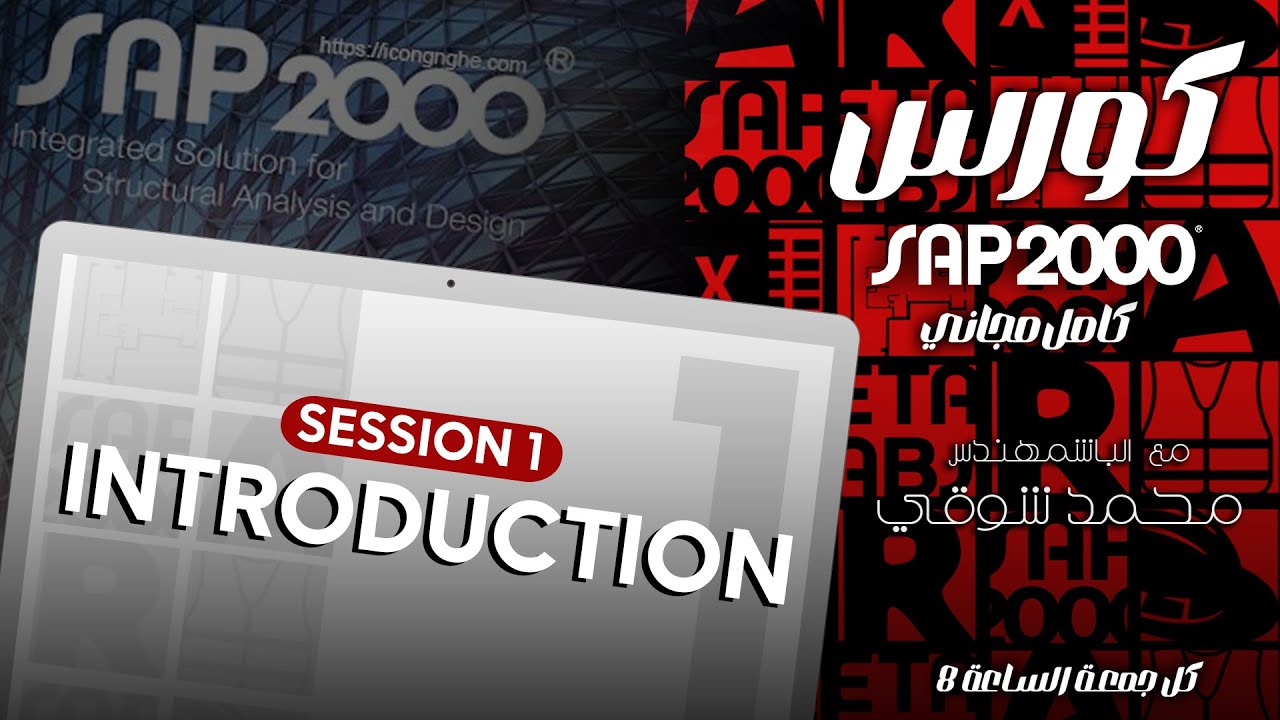 SAP2000®
https://icongnghe.com
Integrated Solution for
Structural Analysis and Design
SESSION 1
INTRODUCTION
1
كورس
SAP2000®
كامل مجاني
مع الباشمهندس
محمد شوقي
كل جمعة الساعة 8